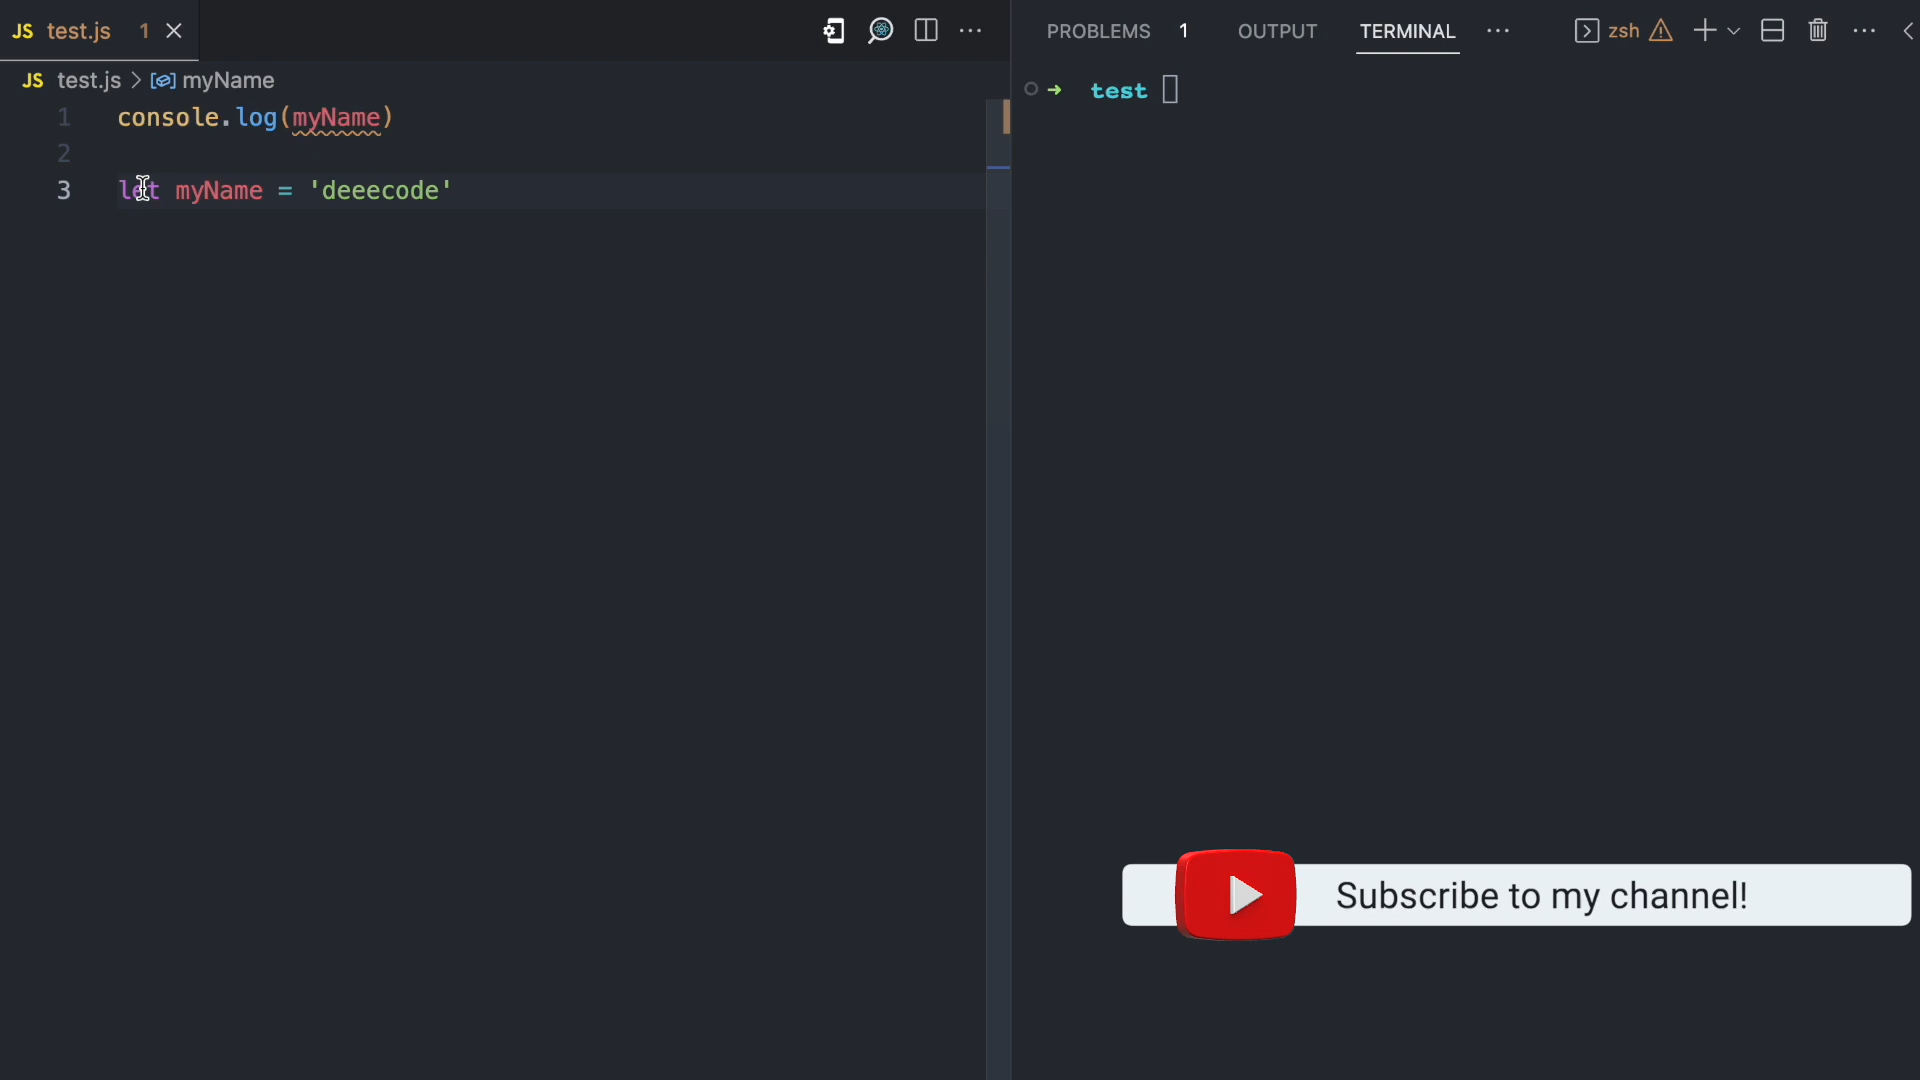 JS test.js 1
JS test.js > myName
1 console.log(myName)
2
3 let myName = 'deeecode'
PROBLEMS 1 OUTPUT TERMINAL ··· zsh
test
Subscribe to my channel!